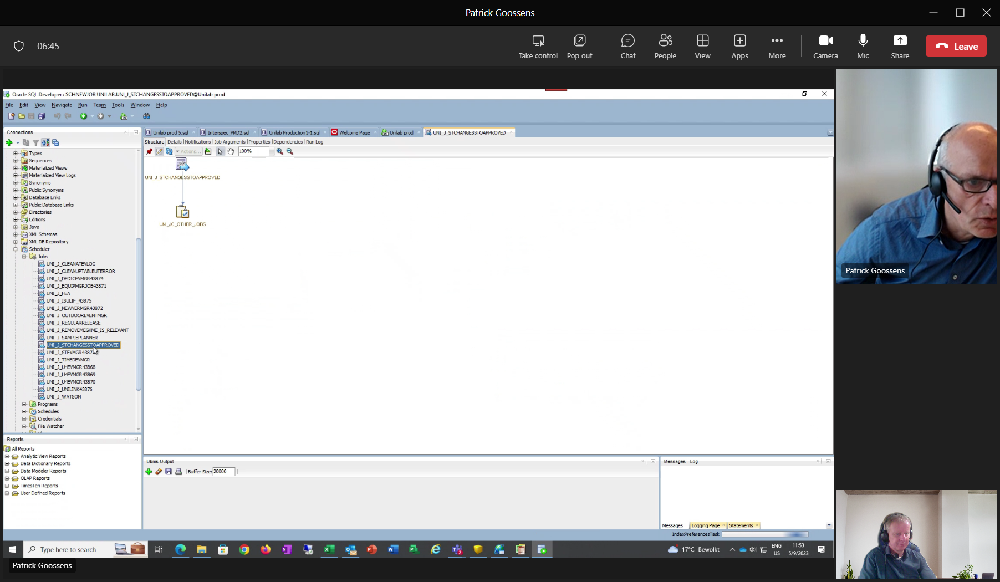 Patrick Goossens
06:45
Take control
Pop out
Chat
People
View
Apps
More
Camera
Mic
Share
Leave
Oracle SQL Developer : SCHNEWJOB UNILAB.UNI_J_STCHANGESSTOAPPROVED@Unilab prod
File Edit View Navigate Run Team Tools Window Help
Connections
Unilab prod 5.sql
Interspec_PRD2.sql
Unilab Production1-1.sql
Welcome Page
Unilab prod
UNI_J_STCHANGESSTOAPPROVED
Structure Details Notifications Job Arguments Properties Dependencies Run Log
Actions...
100%
Types
Sequences
Materialized Views
Materialized View Logs
Synonyms
Public Synonyms
Database Links
Public Database Links
Directories
Editions
Java
XML Schemas
XML DB Repository
Scheduler
Jobs
UNI_J_CLEANATEVLOG
UNI_J_CLEANUPTABLEUTERROR
UNI_J_DEDICEVMGR43874
UNI_J_EQUIPMGRJOB43871
UNI_J_FEA
UNI_J_ISULIF_43875
UNI_J_NEWVERMGR43872
UNI_J_OUTDOOREVENTMGR
UNI_J_REGULARRELEASE
UNI_J_REMOVEMEGKME_IS_RELEVANT
UNI_J_SAMPLEPLANNER
UNI_J_STCHANGESSTOAPPROVED
UNI_J_STEVMGR4387
UNI_J_TIMEDEVMGR
UNI_J_U4EVMGR43868
UNI_J_U4EVMGR43869
UNI_J_U4EVMGR43870
UNI_J_UNILINK43876
UNI_J_WATSON
Programs
Schedules
Credentials
File Watcher
UNI_J_STCHANGESSTOAPPROVED
UNI_JC_OTHER_JOBS
Reports
All Reports
Analytic View Reports
Data Dictionary Reports
Data Modeler Reports
OLAP Reports
TimesTen Reports
User Defined Reports
Dbms Output
Buffer Size: 20000
Messages - Log
Messages
Logging Page
Statements
IndexPreferencesTask
Type here to search
17°C Bewolkt
ENG
US
11:53
5/9/2023
Patrick Goossens
Patrick Goossens